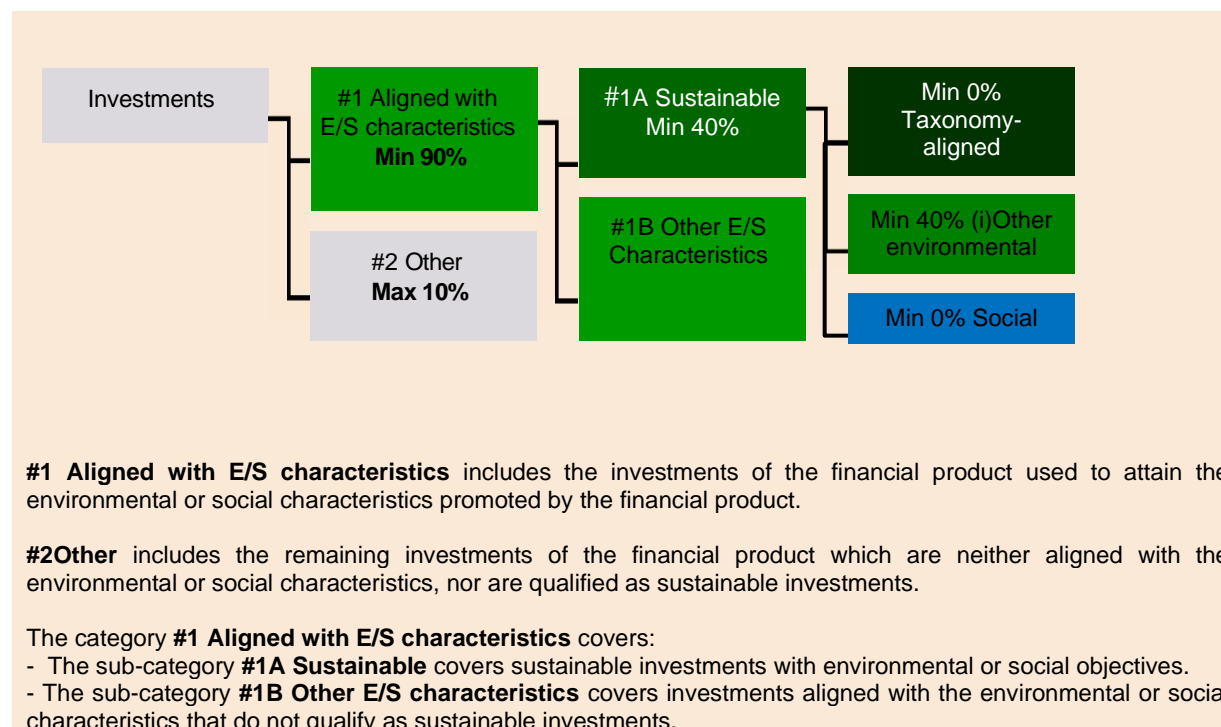 Investments
#1 Aligned with
E/S characteristics
Min 90%
#2 Other
Max 10%
#1A Sustainable
Min 40%
#1B Other E/S
Characteristics
Min 0%
Taxonomy-
aligned
Min 40% (i)Other
environmental
Min 0% Social
#1 Aligned with E/S characteristics includes the investments of the financial product used to attain the
environmental or social characteristics promoted by the financial product.
#2Other includes the remaining investments of the financial product which are neither aligned with the
environmental or social characteristics, nor are qualified as sustainable investments.
The category #1 Aligned with E/S characteristics covers:
- The sub-category #1A Sustainable covers sustainable investments with environmental or social objectives.
- The sub-category #1B Other E/S characteristics covers investments aligned with the environmental or social
characteristics that do not qualify as sustainable investments.